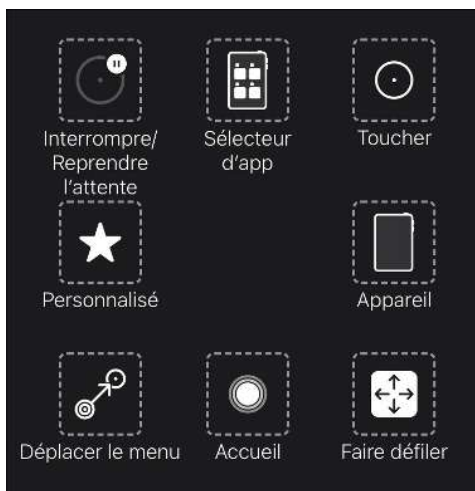 Interrompre/
Reprendre
l'attente
Sélecteur
d'app
Toucher
Personnalisé
Appareil
Déplacer le menu
Accueil
Faire défiler